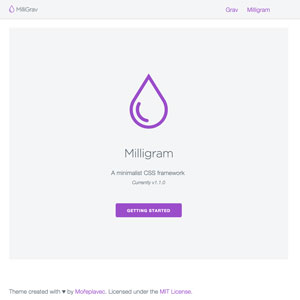 MilliGrav
Grav Milligram
Milligram
A minimalist CSS framework
Currently v1.1.0
GETTING STARTED
Theme created with ♥ by Mofeplavec. Licensed under the MIT License.